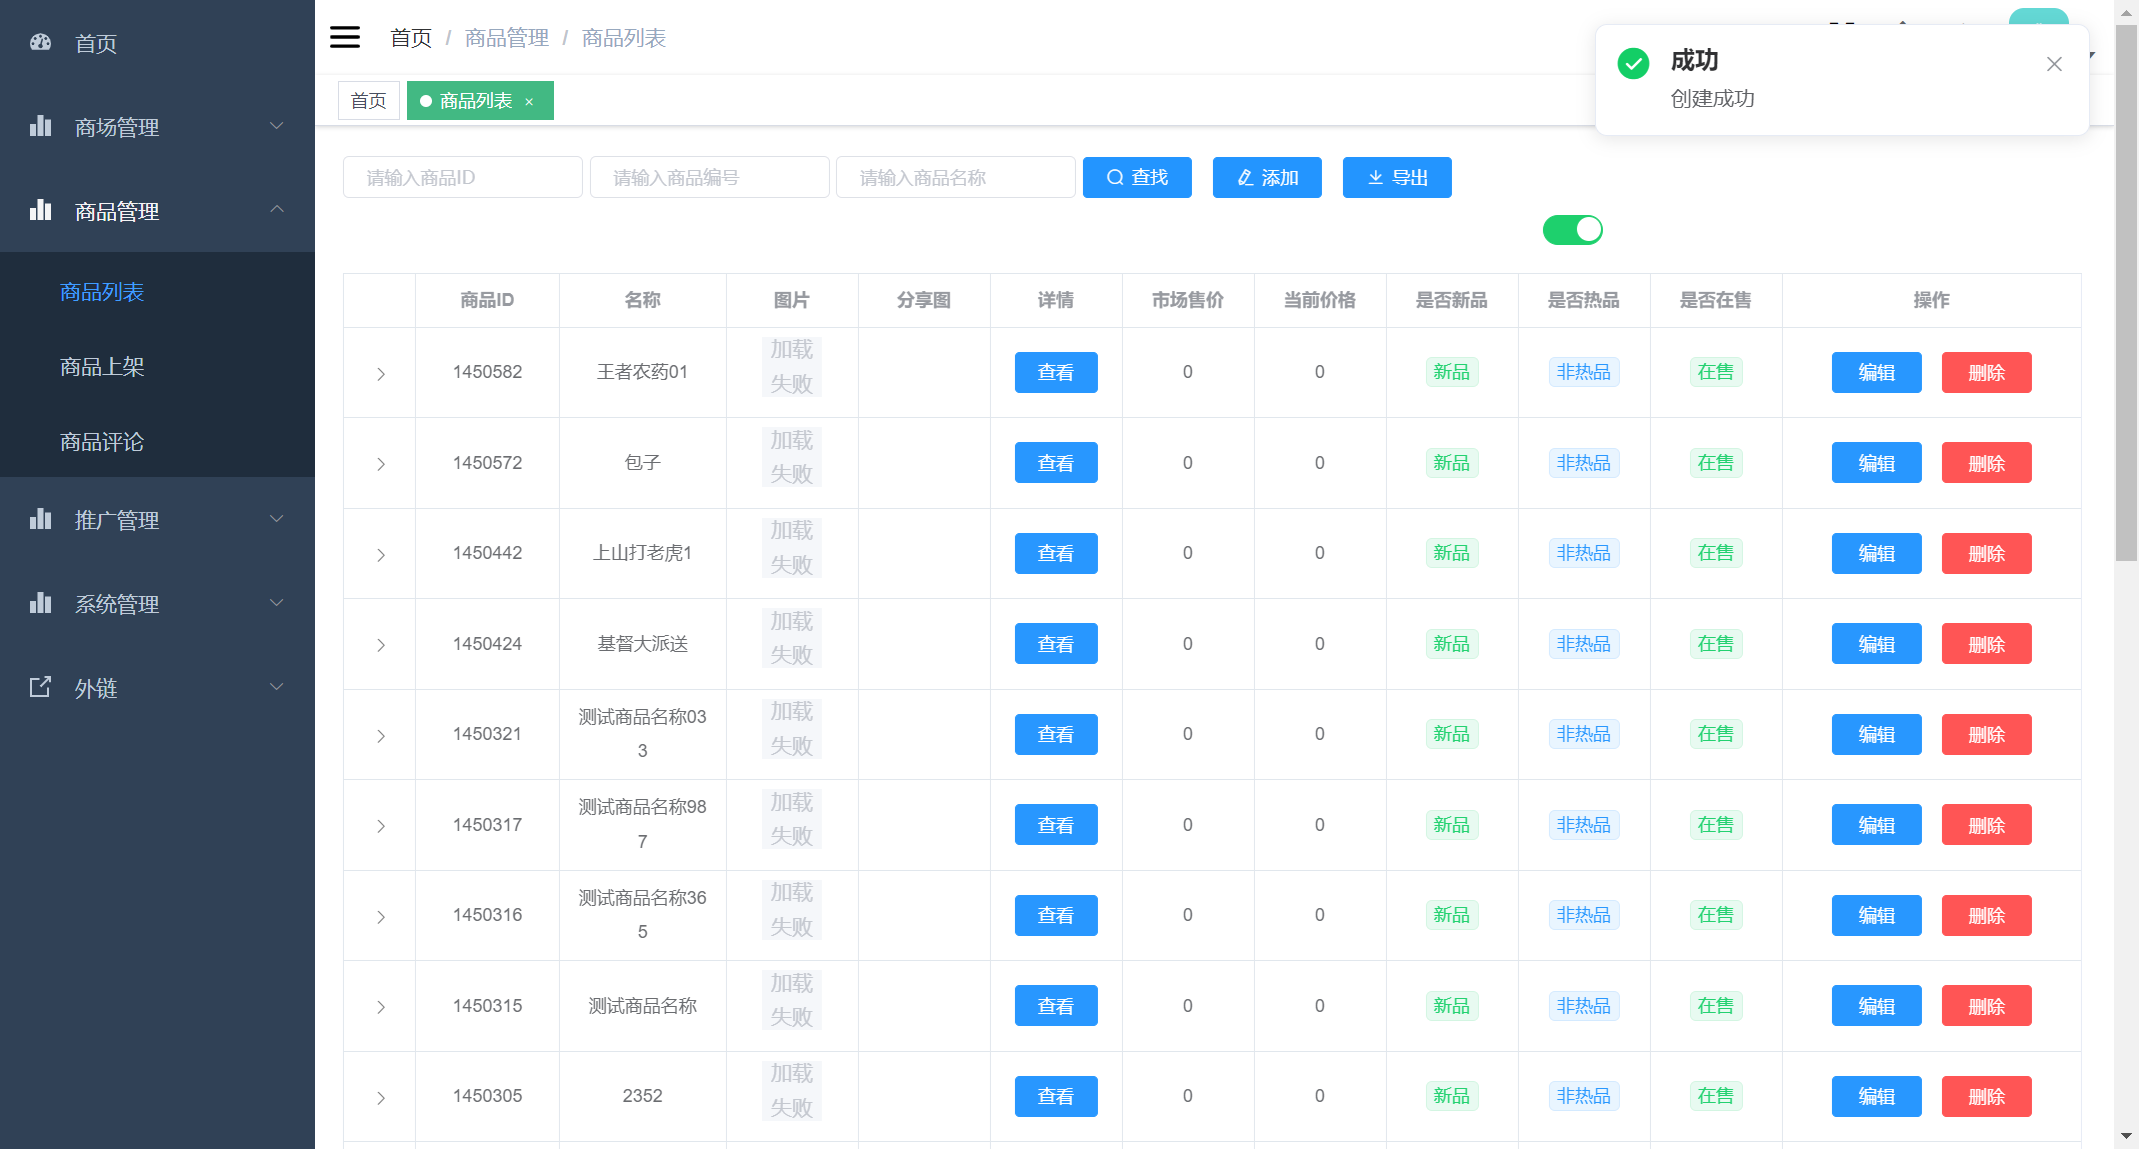 首页
商场管理
商品管理
商品列表
商品上架
商品评论
推广管理
系统管理
外链
首页 / 商品管理 / 商品列表
首页
商品列表 ×
成功
创建成功
请输入商品ID 请输入商品编号 请输入商品名称 查找 添加 导出
商品ID 名称 图片 分享图 详情 市场售价 当前价格 是否新品 是否热品 是否在售 操作
1450582 王者农药01 加载失败 查看 0 0 新品 非热品 在售 编辑 删除
1450572 包子 加载失败 查看 0 0 新品 非热品 在售 编辑 删除
1450442 上山打老虎1 加载失败 查看 0 0 新品 非热品 在售 编辑 删除
1450424 基督大派送 加载失败 查看 0 0 新品 非热品 在售 编辑 删除
1450321 测试商品名称033 加载失败 查看 0 0 新品 非热品 在售 编辑 删除
1450317 测试商品名称987 加载失败 查看 0 0 新品 非热品 在售 编辑 删除
1450316 测试商品名称365 加载失败 查看 0 0 新品 非热品 在售 编辑 删除
1450315 测试商品名称 加载失败 查看 0 0 新品 非热品 在售 编辑 删除
1450305 2352 加载失败 查看 0 0 新品 非热品 在售 编辑 删除